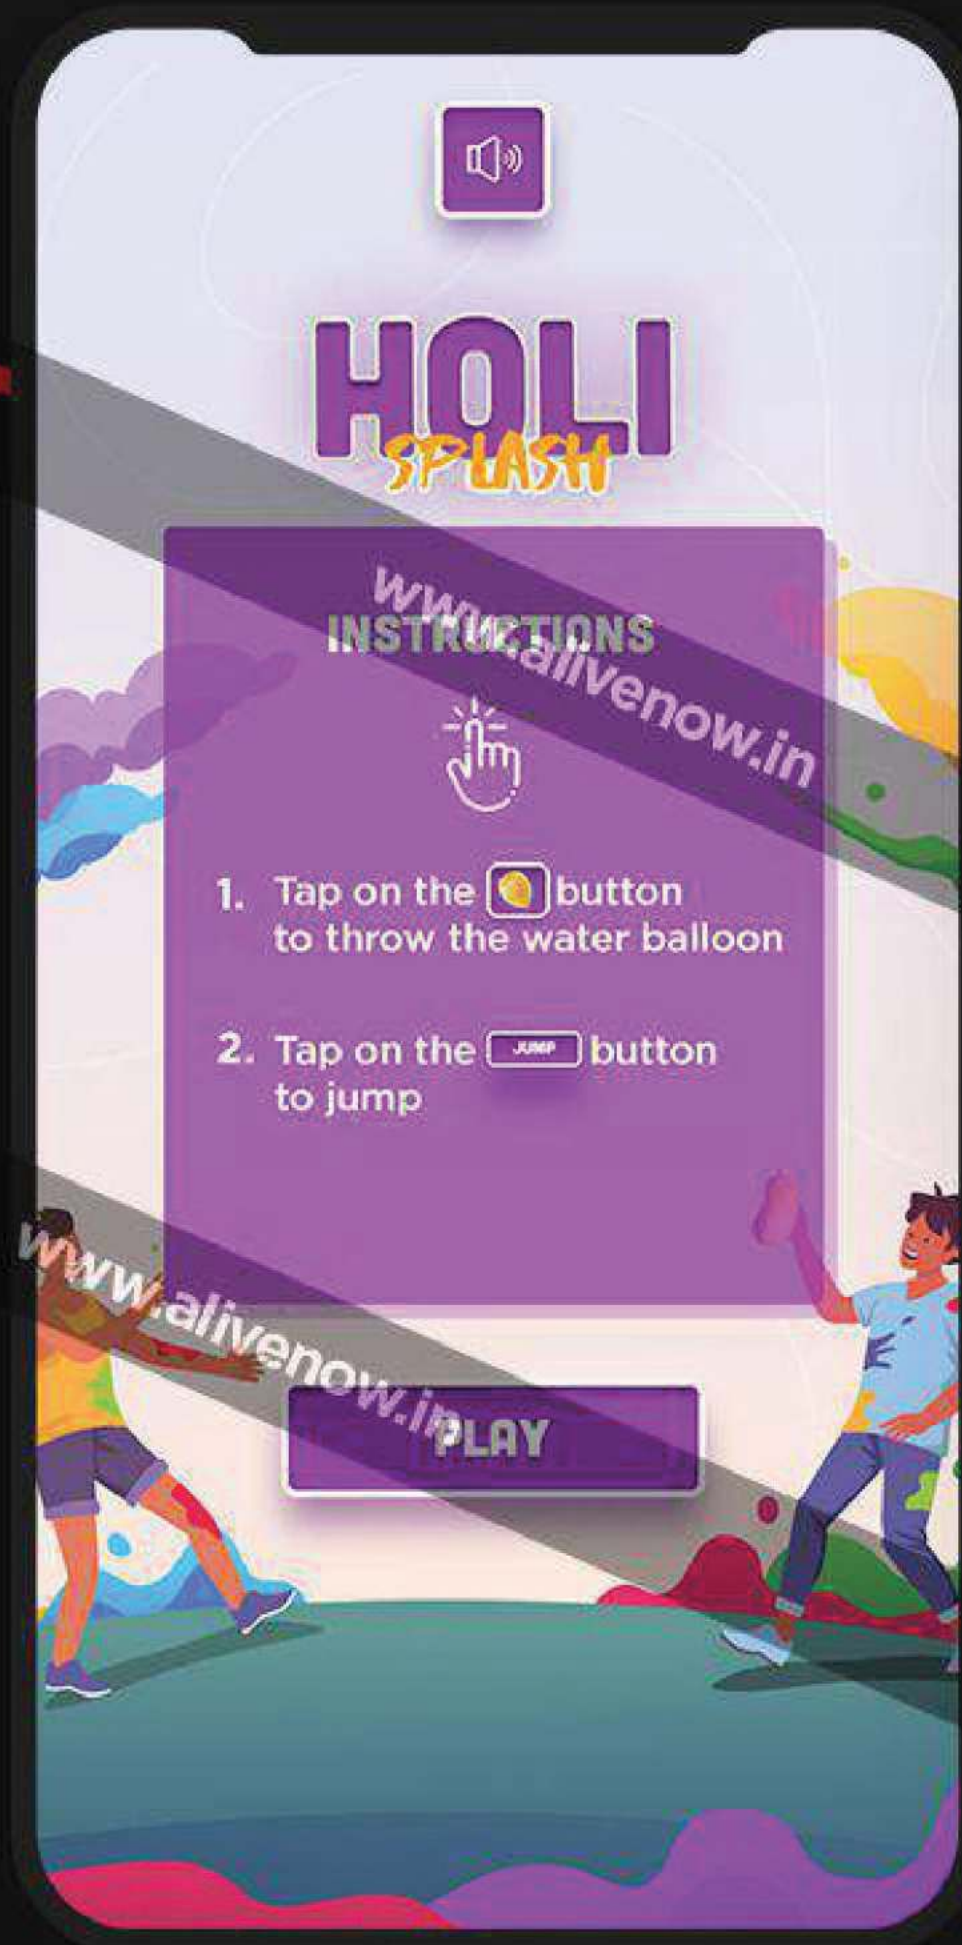 HOLI
SPLASH
INSTRUCTIONS
www.alivenow.in
1. Tap on the button
to throw the water balloon
2. Tap on the JUMP button
to jump
www.alivenow.in
PLAY